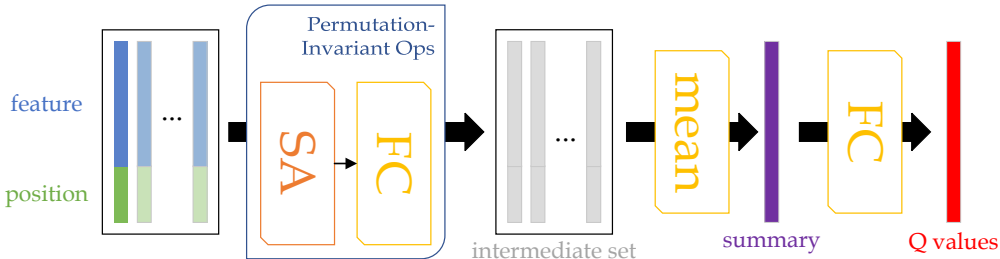 feature
position
...
Permutation-
Invariant Ops
SA
FC
...
intermediate set
mean
summary
FC
Q values